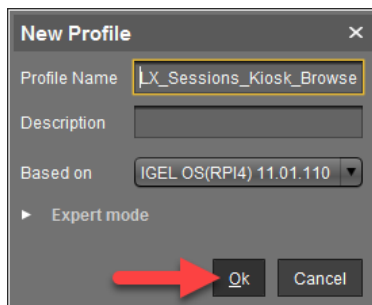 New Profile
Profile Name LX_Sessions_Kiosk_Browse
Description
Based on IGEL OS(RPI4) 11.01.110
Expert mode
Ok Cancel